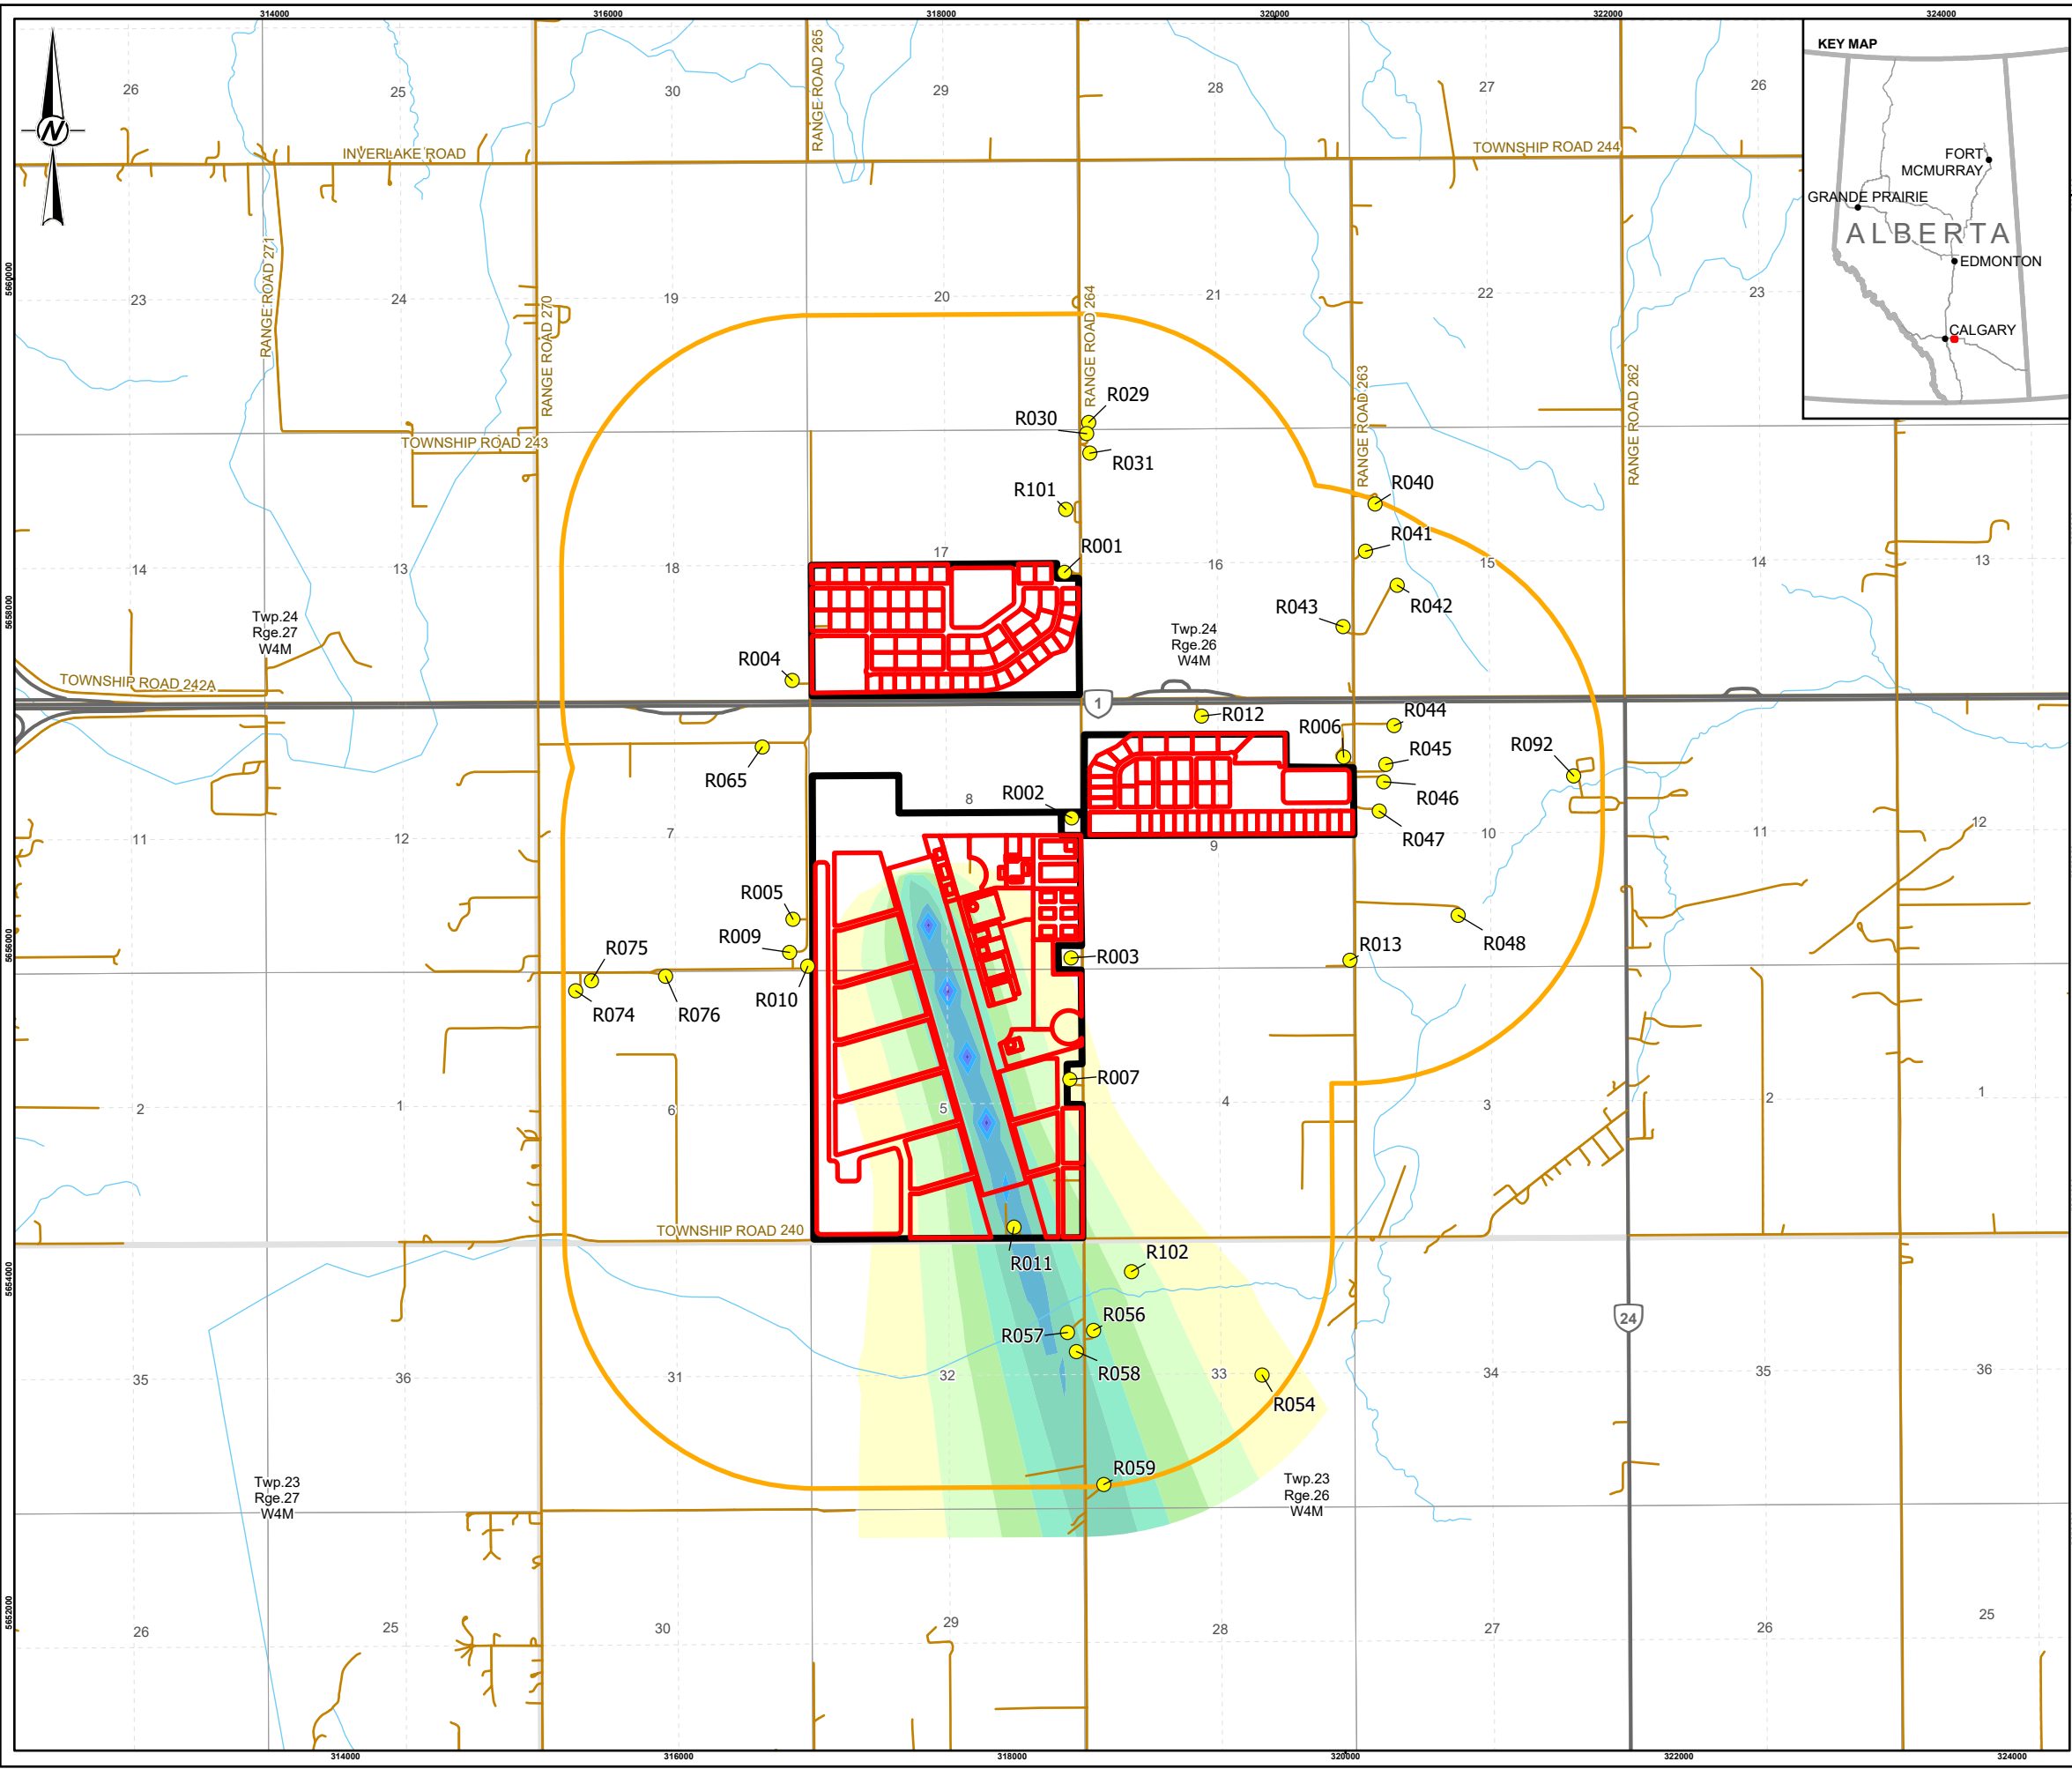 314000
316000
318000
320000
322000
324000
KEY MAP
FORT
MCMURRAY
GRANDE PRAIRIE
ALBERTA
EDMONTON
CALGARY
N
26
25
30
29
28
27
26
RANGE ROAD 265
INVERLAKE ROAD
TOWNSHIP ROAD 244
RANGE ROAD 271
RANGE ROAD 270
RANGE ROAD 264
RANGE ROAD 263
RANGE ROAD 262
5660000
23
24
19
20
21
22
23
TOWNSHIP ROAD 243
R029
R030
R031
R101
R040
R041
R001
14
13
18
17
16
15
14
13
5658000
R042
R043
Twp.24
Rge.27
W4M
Twp.24
Rge.26
W4M
R004
TOWNSHIP ROAD 242A
1
R012
R006
R044
R065
R045
R092
R046
R002
R047
11
12
7
8
9
10
11
12
R005
R009
R075
R010
R074
R076
R003
R013
R048
5656000
R007
2
1
6
5
4
3
2
1
TOWNSHIP ROAD 240
R011
R102
5654000
R056
R057
R058
R054
24
35
36
31
32
33
34
35
36
R059
Twp.23
Rge.27
W4M
Twp.23
Rge.26
W4M
5652000
26
25
30
29
28
27
26
25
314000
316000
318000
320000
322000
324000